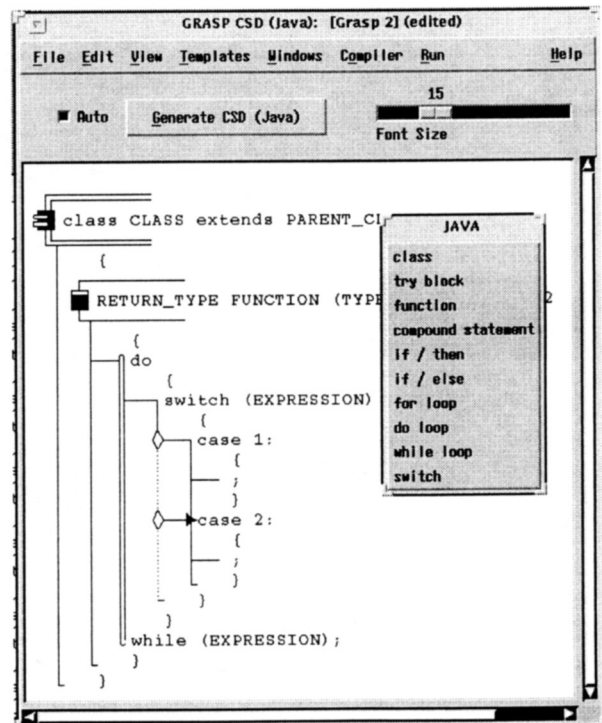 GRASP CSD (Java): [Grasp 2] (edited)
File Edit View Templates Windows Compiler Run Help
15
Auto Generate CSD (Java)
Font Size
class CLASS extends PARENT_CL
{
RETURN_TYPE FUNCTION (TYPE 2
{
do
{
switch (EXPRESSION)
{
case 1:
{
;
}
case 2:
{
;
}
}
}
while (EXPRESSION);
}
}
JAVA
class
try block
function
compound statement
if / then
if / else
for loop
do loop
while loop
switch